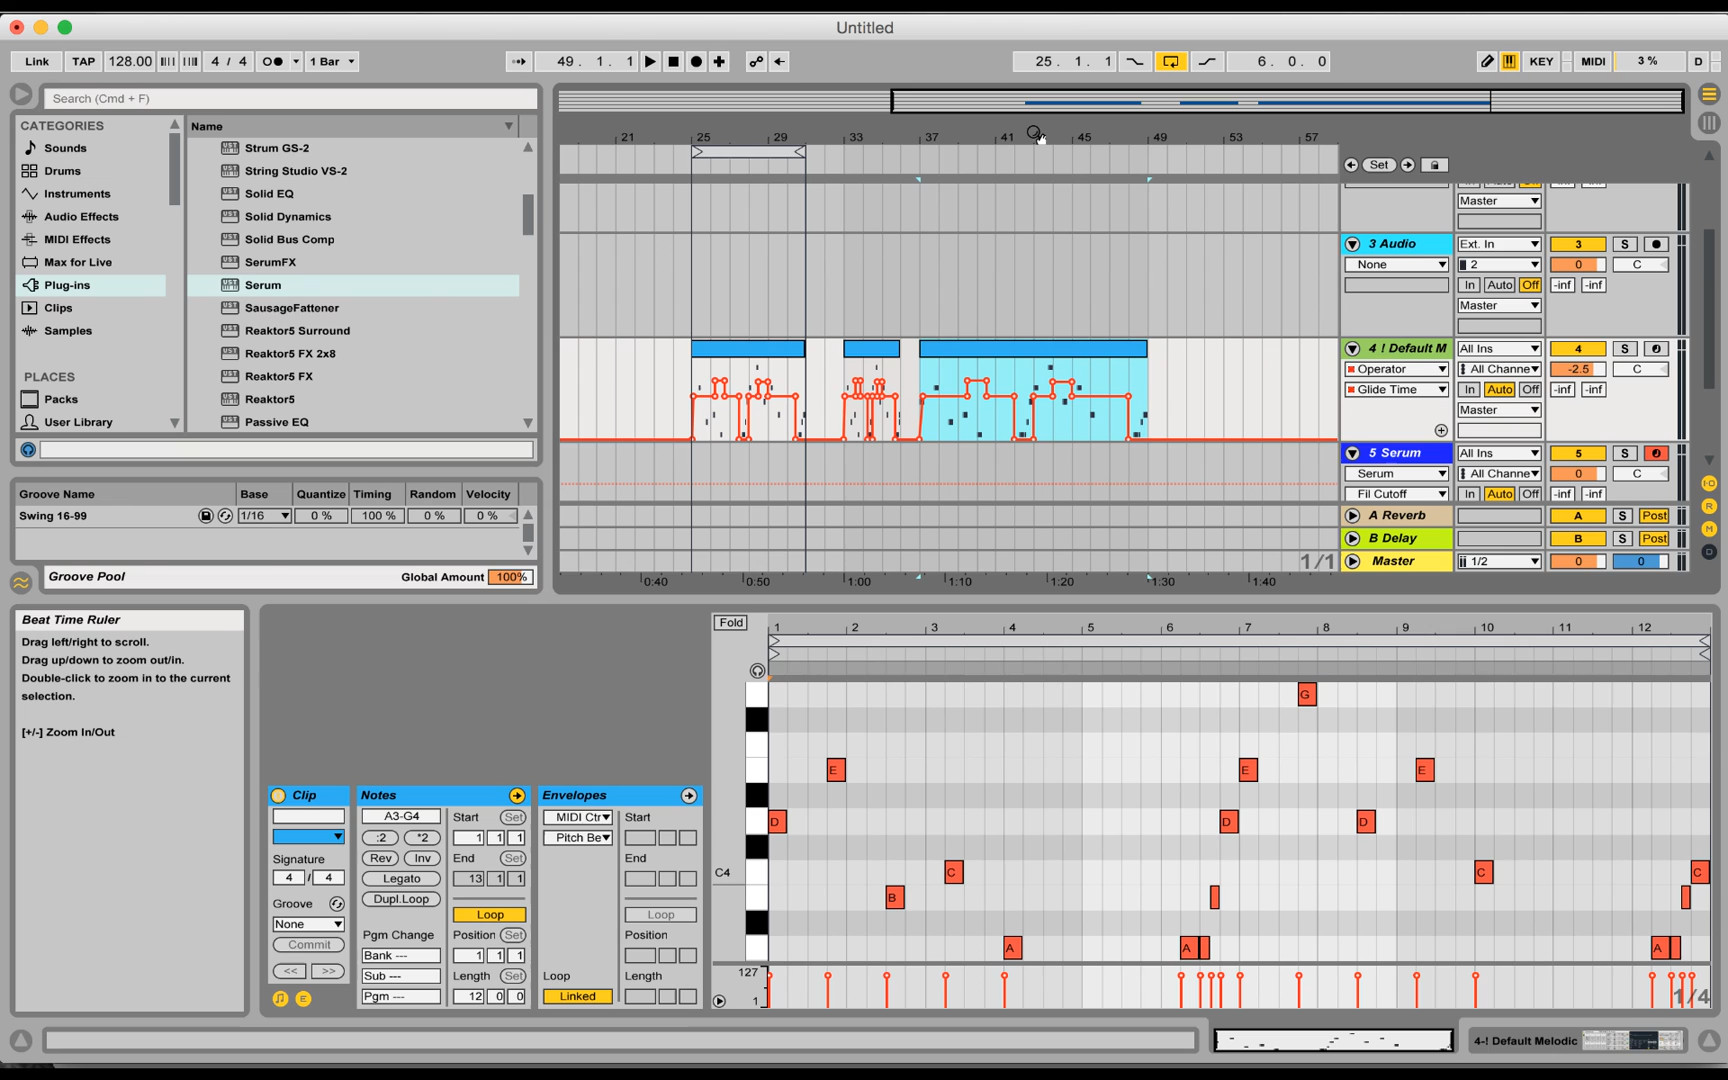 Untitled
Link TAP 128.00 4 / 4 1 Bar 49. 1. 1 25. 1. 1 6. 0. 0 KEY MIDI 3 % D
Search (Cmd + F)
CATEGORIES
Sounds
Drums
Instruments
Audio Effects
MIDI Effects
Max for Live
Plug-ins
Clips
Samples
PLACES
Packs
User Library
Name
Strum GS-2
String Studio VS-2
Solid EQ
Solid Dynamics
Solid Bus Comp
SerumFX
Serum
SausageFattener
Reaktor5 Surround
Reaktor5 FX 2x8
Reaktor5 FX
Reaktor5
Passive EQ
Groove Name Base Quantize Timing Random Velocity
Swing 16-99 1/16 0 % 100 % 0 % 0 %
Groove Pool Global Amount 100%
21 25 29 33 37 41 45 49 53 57
Set
Master
3 Audio Ext. In 3 S
None 2 0 C
In Auto Off -inf -inf
Master
4 ! Default M All Ins 4 S
Operator All Channe -2.5 C
Glide Time In Auto Off -inf -inf
Master
5 Serum All Ins 5 S
Serum All Channe 0 C
Fil Cutoff In Auto Off -inf -inf
A Reverb A S Post
B Delay B S Post
1/1 Master 1/2 0 0
0:40 0:50 1:00 1:10 1:20 1:30 1:40
Beat Time Ruler
Drag left/right to scroll.
Drag up/down to zoom out/in.
Double-click to zoom in to the current
selection.
[+/-] Zoom In/Out
Clip
Signature
4 / 4
Groove
None
Commit
<< >>
E
Notes
A3-G4
:2 *2
Rev Inv
Legato
Dupl.Loop
Pgm Change
Bank ---
Sub ---
Pgm ---
Start Set
1 1 1
End Set
13 1 1
Loop
Position Set
1 1 1
Length Set
12 0 0
Envelopes
MIDI Ctr
Pitch Be
Loop
Linked
Start
End
Loop
Position
Length
Fold 1 2 3 4 5 6 7 8 9 10 11 12
G
E E E
D D D
C4 C C C
B
A A A
127
1
1/4
4-! Default Melodic